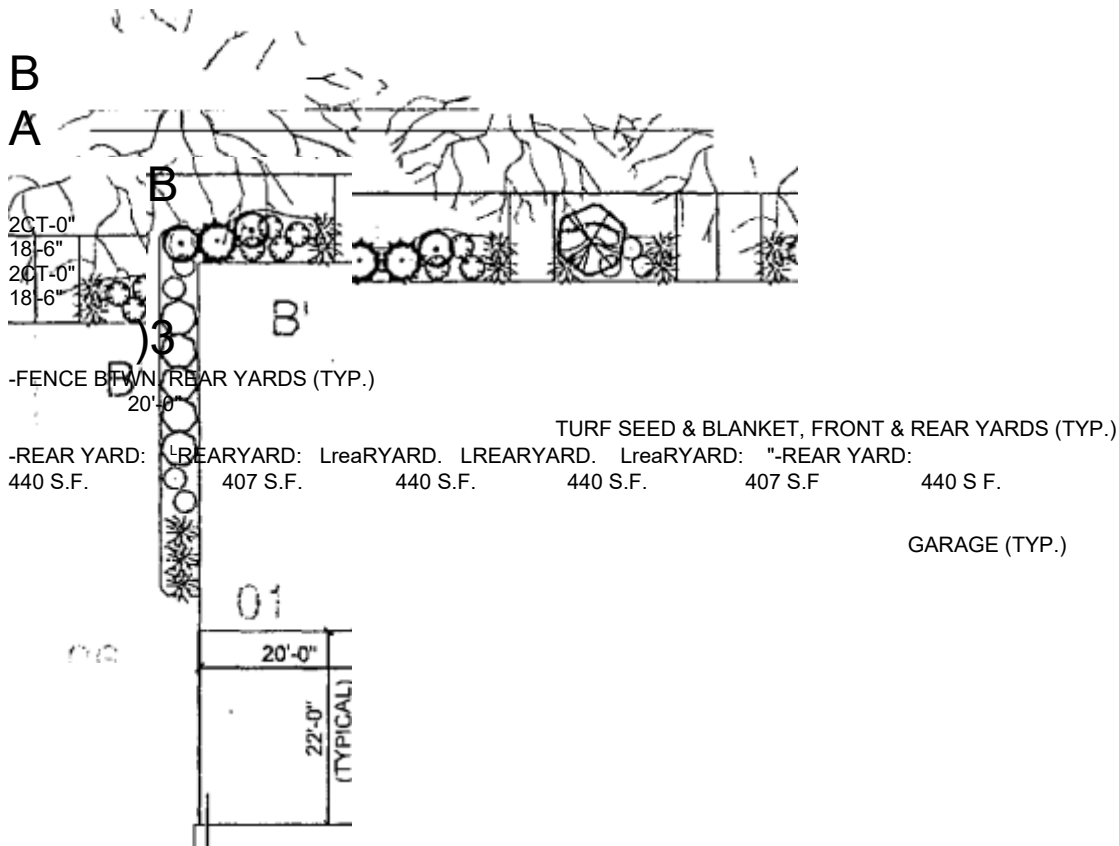 B
A
B
2CT-0"
18-6"
2CT-0"
18'-6"
B'
)3
-FENCE BTWN. REAR YARDS (TYP.)
20'-0"
TURF SEED & BLANKET, FRONT & REAR YARDS (TYP.)
-REAR YARD: LREARYARD: LreaRYARD. LREARYARD. LreaRYARD: "-REAR YARD:
440 S.F. 407 S.F. 440 S.F. 440 S.F. 407 S.F 440 S F.
GARAGE (TYP.)
01
20'-0"
22'-0"
(TYPICAL)